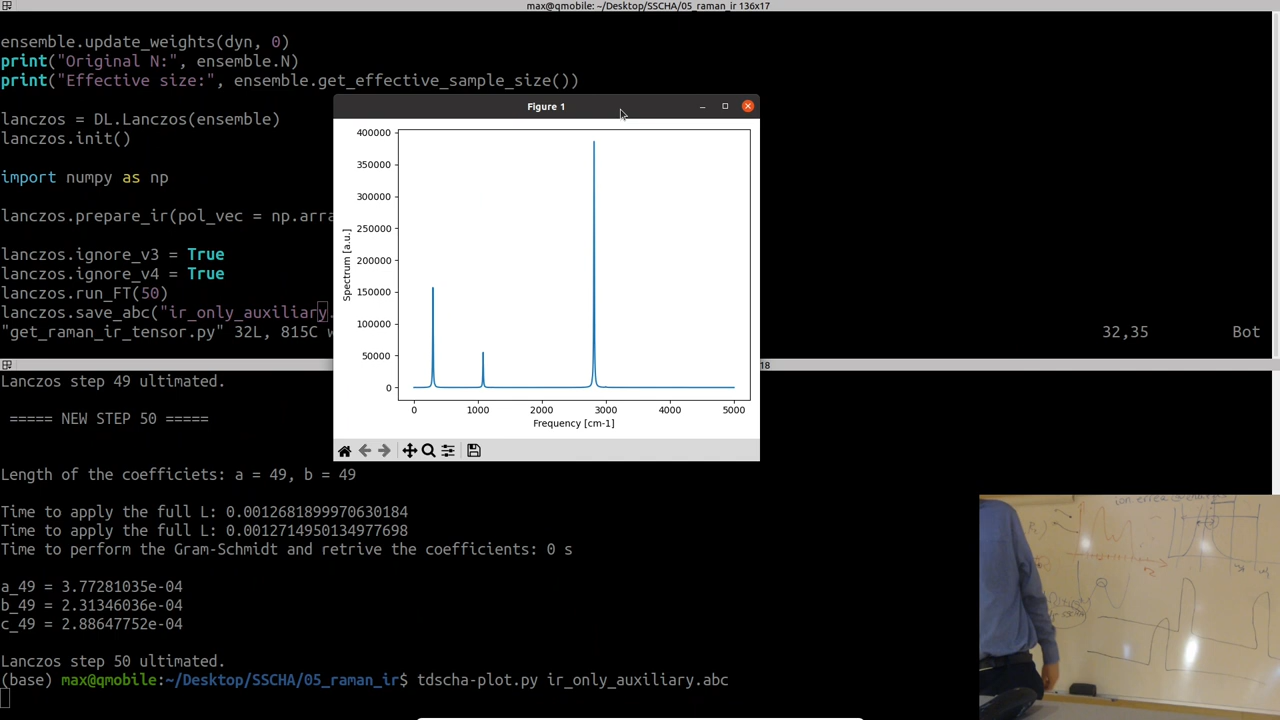 max@qmobile: ~/Desktop/SSCHA/05_raman_ir 136x17
ensemble.update_weights(dyn, 0)
print("Original N:", ensemble.N)
print("Effective size:", ensemble.get_effective_sample_size())
lanczos = DL.Lanczos(ensemble)
lanczos.init()
import numpy as np
lanczos.prepare_ir(pol_vec = np.arra
lanczos.ignore_v3 = True
lanczos.ignore_v4 = True
lanczos.run_FT(50)
lanczos.save_abc("ir_only_auxiliary.
"get_raman_ir_tensor.py" 32L, 815C w
32,35
Bot
Figure 1
400000
350000
300000
250000
200000
150000
100000
50000
0
Spectrum [a.u.]
0
1000
2000
3000
4000
5000
Frequency [cm-1]
18
Lanczos step 49 ultimated.
===== NEW STEP 50 =====
Length of the coefficiets: a = 49, b = 49
Time to apply the full L: 0.0012681899970630184
Time to apply the full L: 0.0012714950134977698
Time to perform the Gram-Schmidt and retrive the coefficients: 0 s
a_49 = 3.77281035e-04
b_49 = 2.31346036e-04
c_49 = 2.88647752e-04
Lanczos step 50 ultimated.
(base) max@qmobile:~/Desktop/SSCHA/05_raman_ir$ tdscha-plot.py ir_only_auxiliary.abc